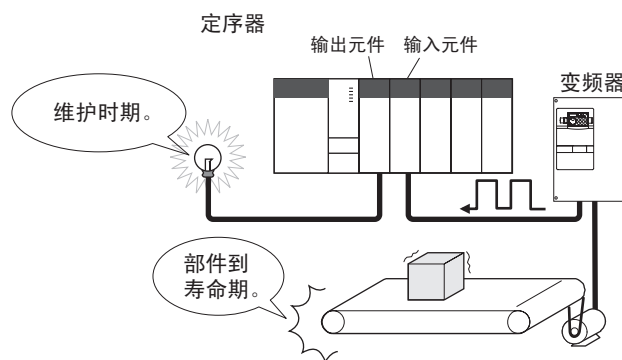 定序器
输出元件 输入元件
变频器
维护时期。
部件到
寿命期。